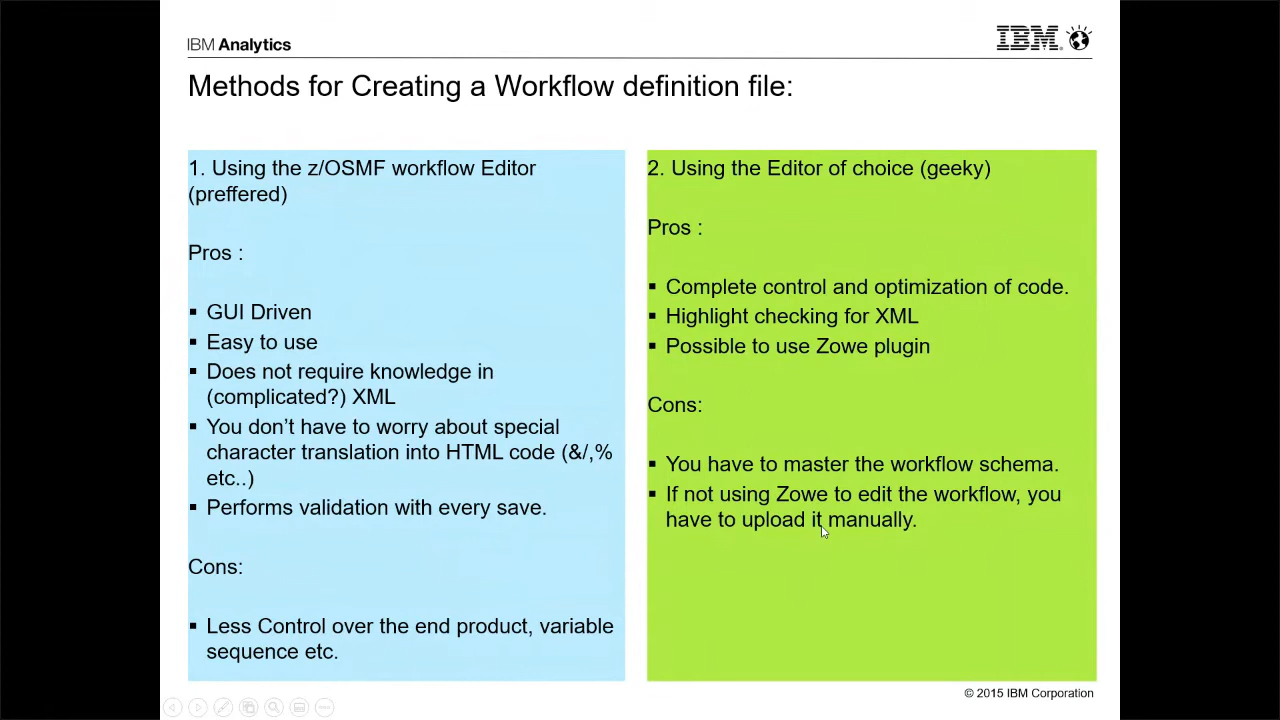 IBM Analytics
IBM
Methods for Creating a Workflow definition file:
1. Using the z/OSMF workflow Editor
(preffered)
Pros :
▪ GUI Driven
▪ Easy to use
▪ Does not require knowledge in
(complicated?) XML
▪ You don’t have to worry about special
character translation into HTML code (&/,%
etc..)
▪ Performs validation with every save.
Cons:
▪ Less Control over the end product, variable
sequence etc.
2. Using the Editor of choice (geeky)
Pros :
▪ Complete control and optimization of code.
▪ Highlight checking for XML
▪ Possible to use Zowe plugin
Cons:
▪ You have to master the workflow schema.
▪ If not using Zowe to edit the workflow, you
have to upload it manually.
© 2015 IBM Corporation